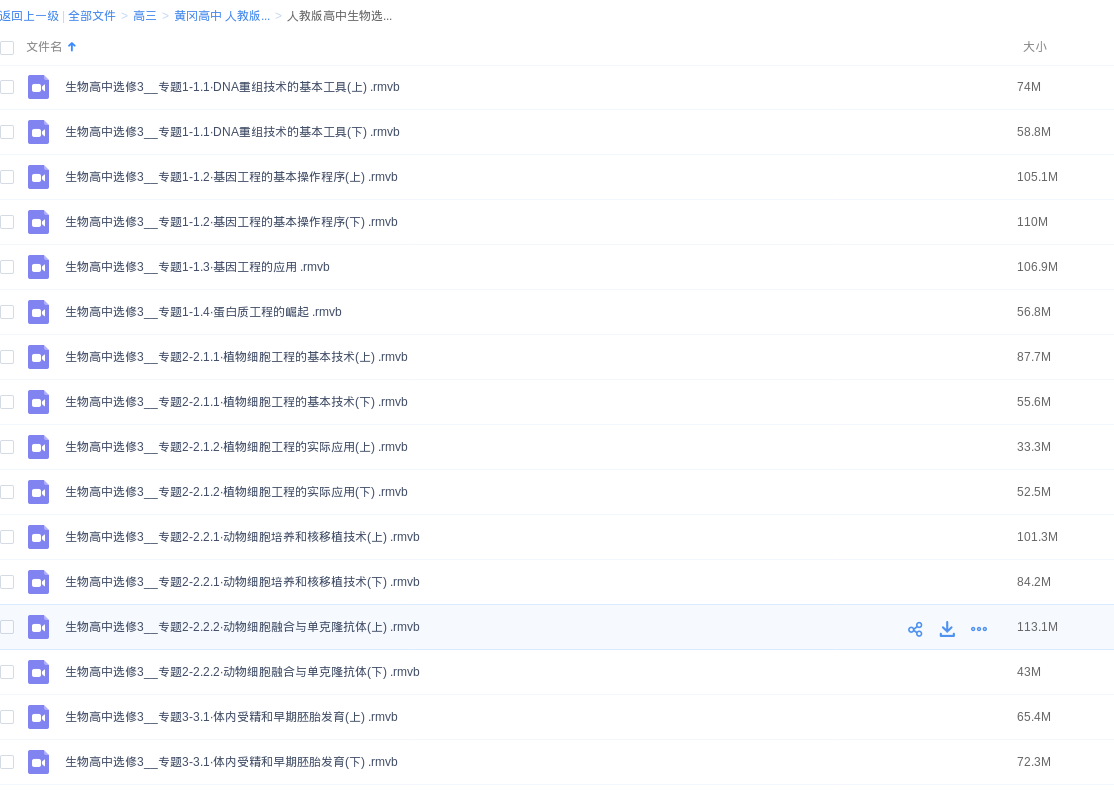 返回上一级 | 全部文件 > 高三 > 黄冈高中 人教版... > 人教版高中生物选...
文件名 大小
生物高中选修3__专题1-1.1·DNA重组技术的基本工具(上) .rmvb 74M
生物高中选修3__专题1-1.1·DNA重组技术的基本工具(下) .rmvb 58.8M
生物高中选修3__专题1-1.2·基因工程的基本操作程序(上) .rmvb 105.1M
生物高中选修3__专题1-1.2·基因工程的基本操作程序(下) .rmvb 110M
生物高中选修3__专题1-1.3·基因工程的应用 .rmvb 106.9M
生物高中选修3__专题1-1.4·蛋白质工程的崛起 .rmvb 56.8M
生物高中选修3__专题2-2.1.1·植物细胞工程的基本技术(上) .rmvb 87.7M
生物高中选修3__专题2-2.1.1·植物细胞工程的基本技术(下) .rmvb 55.6M
生物高中选修3__专题2-2.1.2·植物细胞工程的实际应用(上) .rmvb 33.3M
生物高中选修3__专题2-2.1.2·植物细胞工程的实际应用(下) .rmvb 52.5M
生物高中选修3__专题2-2.2.1·动物细胞培养和核移植技术(上) .rmvb 101.3M
生物高中选修3__专题2-2.2.1·动物细胞培养和核移植技术(下) .rmvb 84.2M
生物高中选修3__专题2-2.2.2·动物细胞融合与单克隆抗体(上) .rmvb 113.1M
生物高中选修3__专题2-2.2.2·动物细胞融合与单克隆抗体(下) .rmvb 43M
生物高中选修3__专题3-3.1·体内受精和早期胚胎发育(上) .rmvb 65.4M
生物高中选修3__专题3-3.1·体内受精和早期胚胎发育(下) .rmvb 72.3M